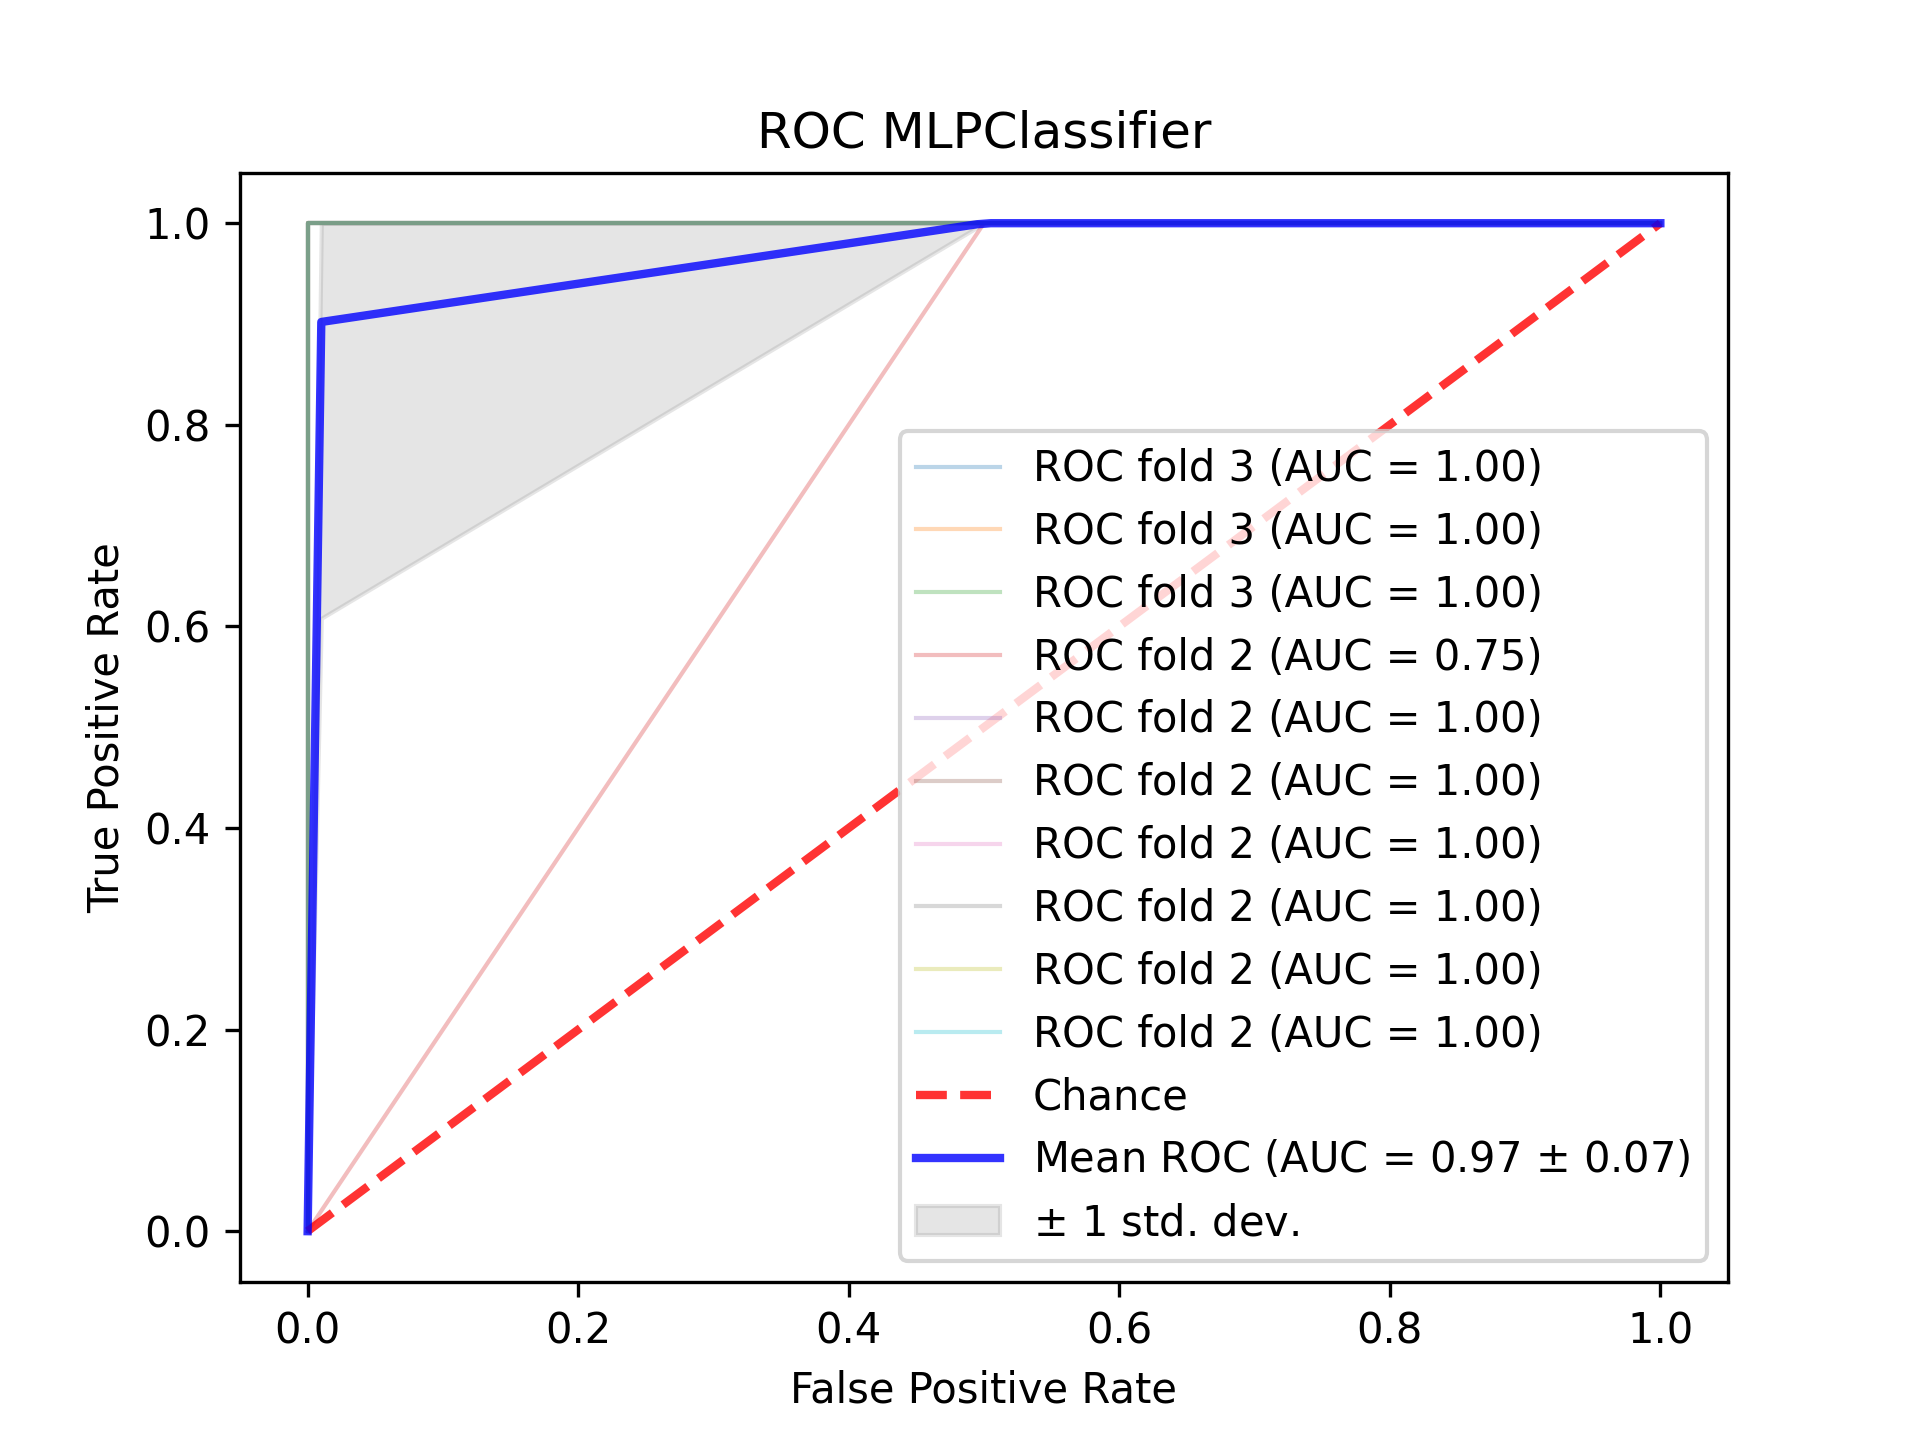 ROC MLPClassifier
1.0
0.8
0.6
0.4
0.2
0.0
True Positive Rate
ROC fold 3 (AUC = 1.00)
ROC fold 3 (AUC = 1.00)
ROC fold 3 (AUC = 1.00)
ROC fold 2 (AUC = 0.75)
ROC fold 2 (AUC = 1.00)
ROC fold 2 (AUC = 1.00)
ROC fold 2 (AUC = 1.00)
ROC fold 2 (AUC = 1.00)
ROC fold 2 (AUC = 1.00)
ROC fold 2 (AUC = 1.00)
Chance
Mean ROC (AUC = 0.97 ± 0.07)
± 1 std. dev.
0.0 0.2 0.4 0.6 0.8 1.0
False Positive Rate